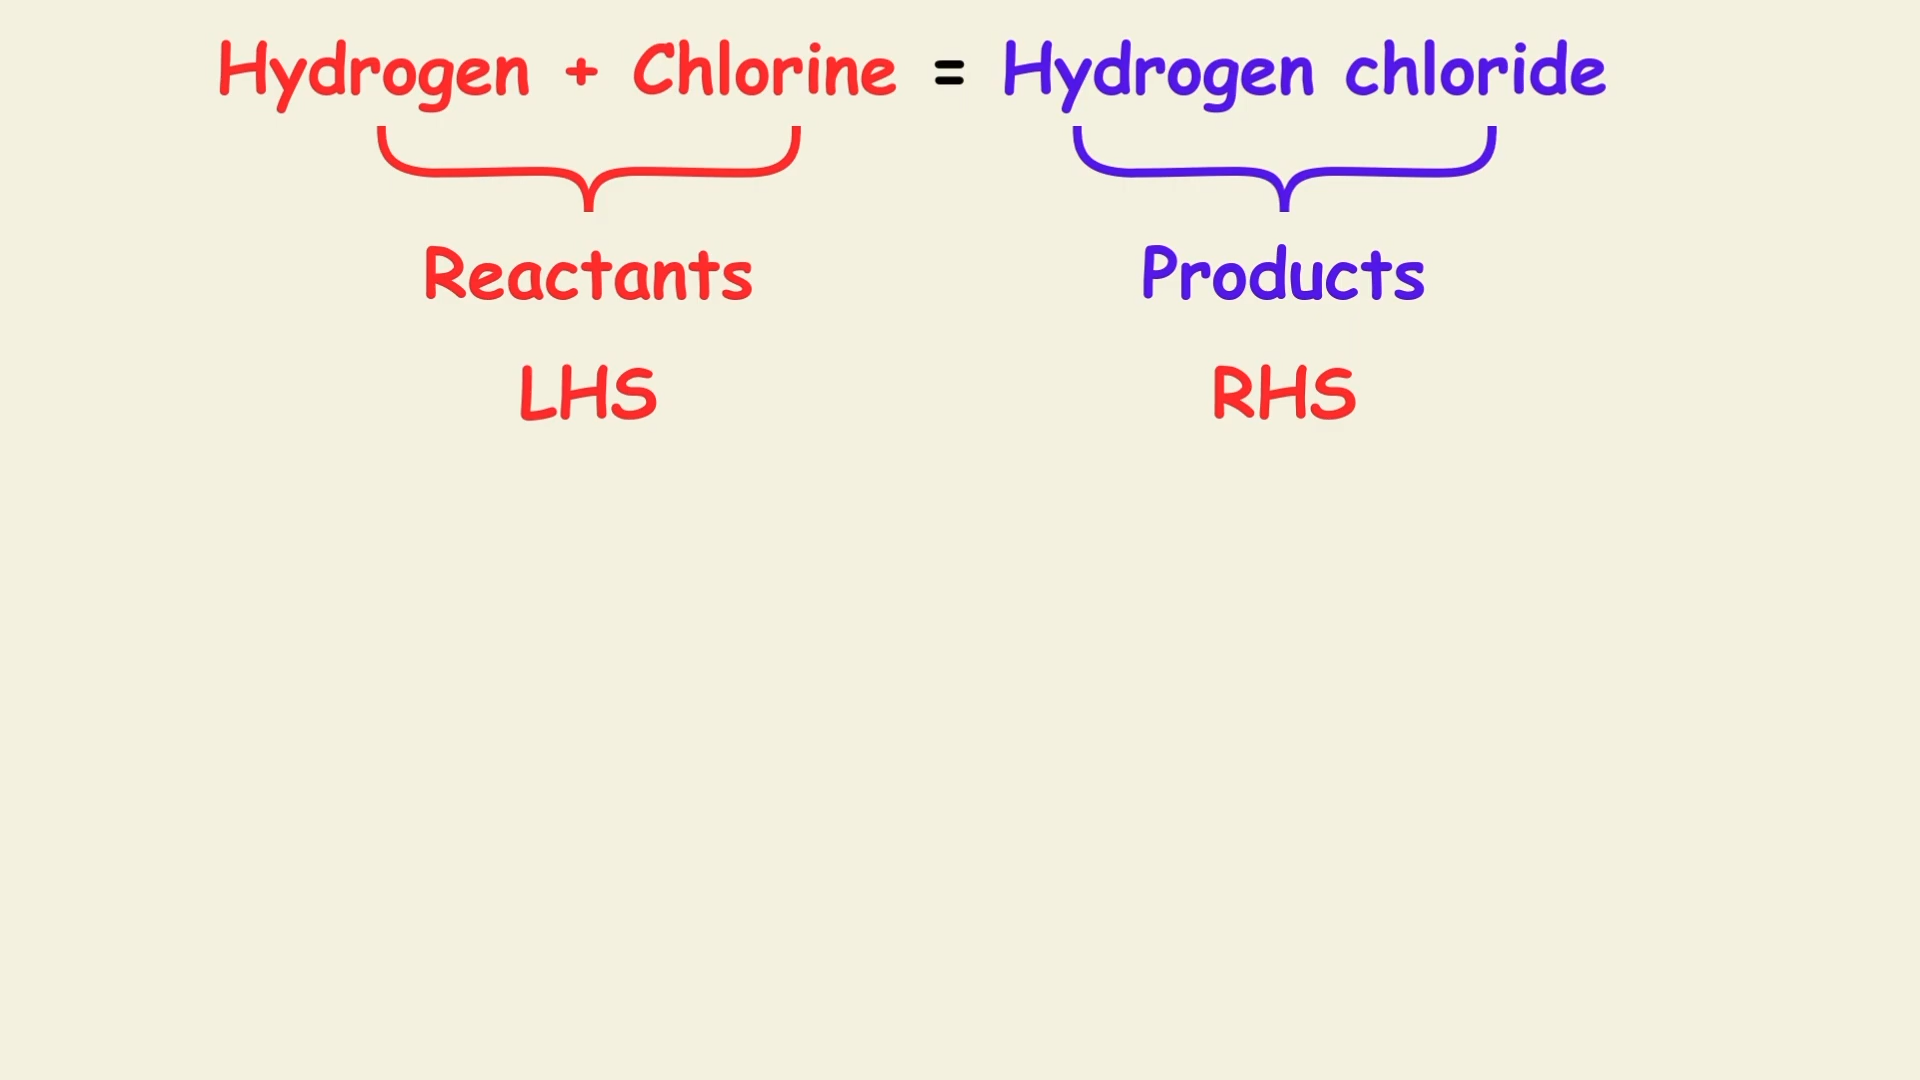 Hydrogen + Chlorine = Hydrogen chloride
Reactants Products
LHS RHS